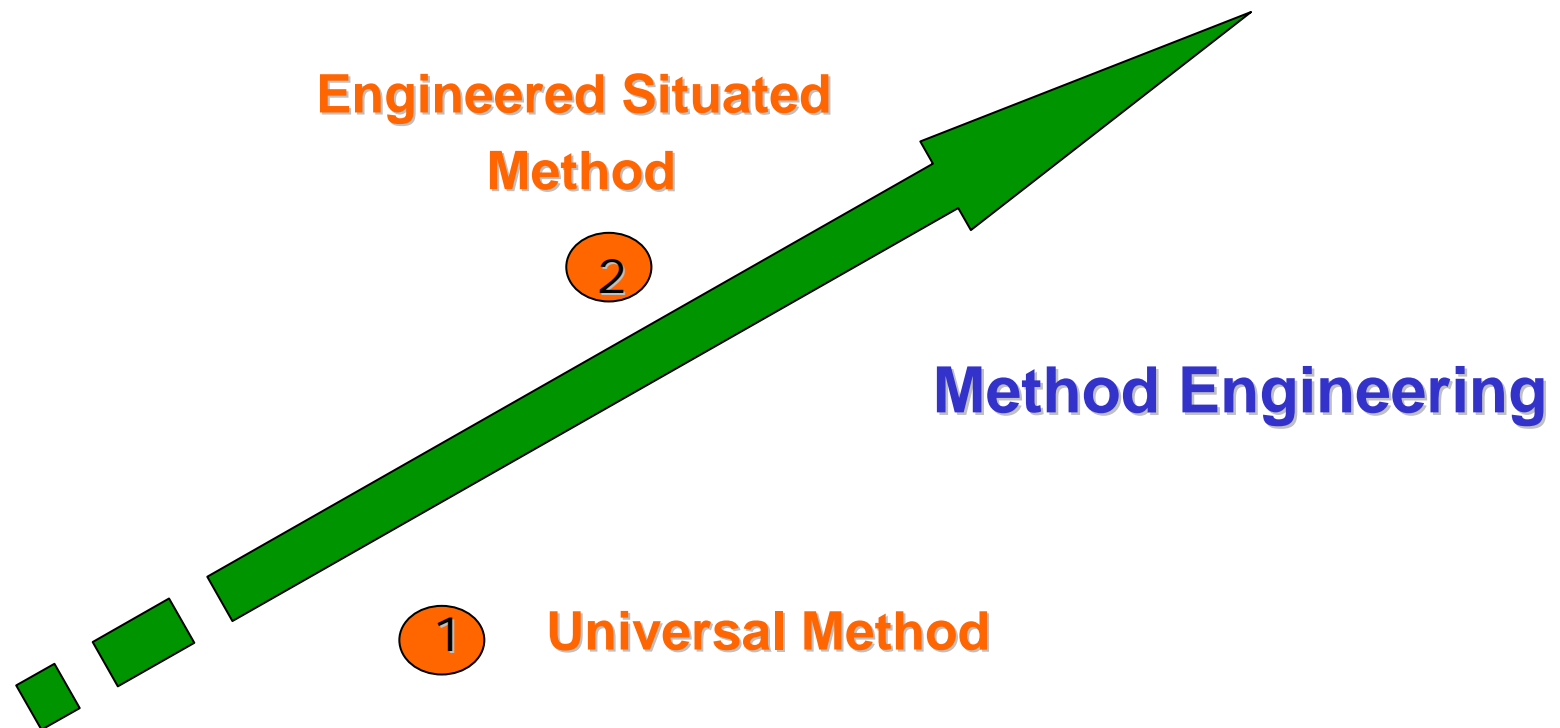 Engineered Situated
Method
2
Method Engineering
1 Universal Method